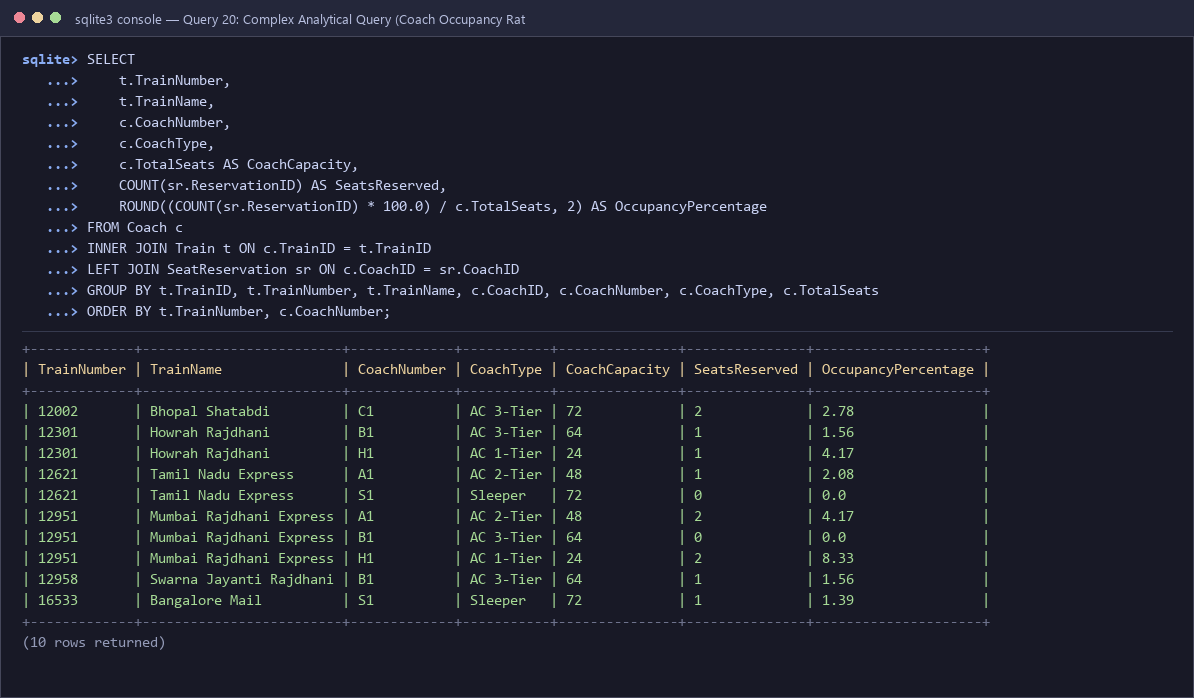 sqlite3 console — Query 20: Complex Analytical Query (Coach Occupancy Rat
sqlite> SELECT
   ...>     t.TrainNumber,
   ...>     t.TrainName,
   ...>     c.CoachNumber,
   ...>     c.CoachType,
   ...>     c.TotalSeats AS CoachCapacity,
   ...>     COUNT(sr.ReservationID) AS SeatsReserved,
   ...>     ROUND((COUNT(sr.ReservationID) * 100.0) / c.TotalSeats, 2) AS OccupancyPercentage
   ...> FROM Coach c
   ...> INNER JOIN Train t ON c.TrainID = t.TrainID
   ...> LEFT JOIN SeatReservation sr ON c.CoachID = sr.CoachID
   ...> GROUP BY t.TrainID, t.TrainNumber, t.TrainName, c.CoachID, c.CoachNumber, c.CoachType, c.TotalSeats
   ...> ORDER BY t.TrainNumber, c.CoachNumber;
+-------------+-------------------------+-------------+-----------+---------------+---------------+---------------------+
| TrainNumber | TrainName               | CoachNumber | CoachType | CoachCapacity | SeatsReserved | OccupancyPercentage |
+-------------+-------------------------+-------------+-----------+---------------+---------------+---------------------+
| 12002       | Bhopal Shatabdi         | C1          | AC 3-Tier | 72            | 2             | 2.78                |
| 12301       | Howrah Rajdhani         | B1          | AC 3-Tier | 64            | 1             | 1.56                |
| 12301       | Howrah Rajdhani         | H1          | AC 1-Tier | 24            | 1             | 4.17                |
| 12621       | Tamil Nadu Express      | A1          | AC 2-Tier | 48            | 1             | 2.08                |
| 12621       | Tamil Nadu Express      | S1          | Sleeper   | 72            | 0             | 0.0                 |
| 12951       | Mumbai Rajdhani Express | A1          | AC 2-Tier | 48            | 2             | 4.17                |
| 12951       | Mumbai Rajdhani Express | B1          | AC 3-Tier | 64            | 0             | 0.0                 |
| 12951       | Mumbai Rajdhani Express | H1          | AC 1-Tier | 24            | 2             | 8.33                |
| 12958       | Swarna Jayanti Rajdhani | B1          | AC 3-Tier | 64            | 1             | 1.56                |
| 16533       | Bangalore Mail          | S1          | Sleeper   | 72            | 1             | 1.39                |
+-------------+-------------------------+-------------+-----------+---------------+---------------+---------------------+
(10 rows returned)